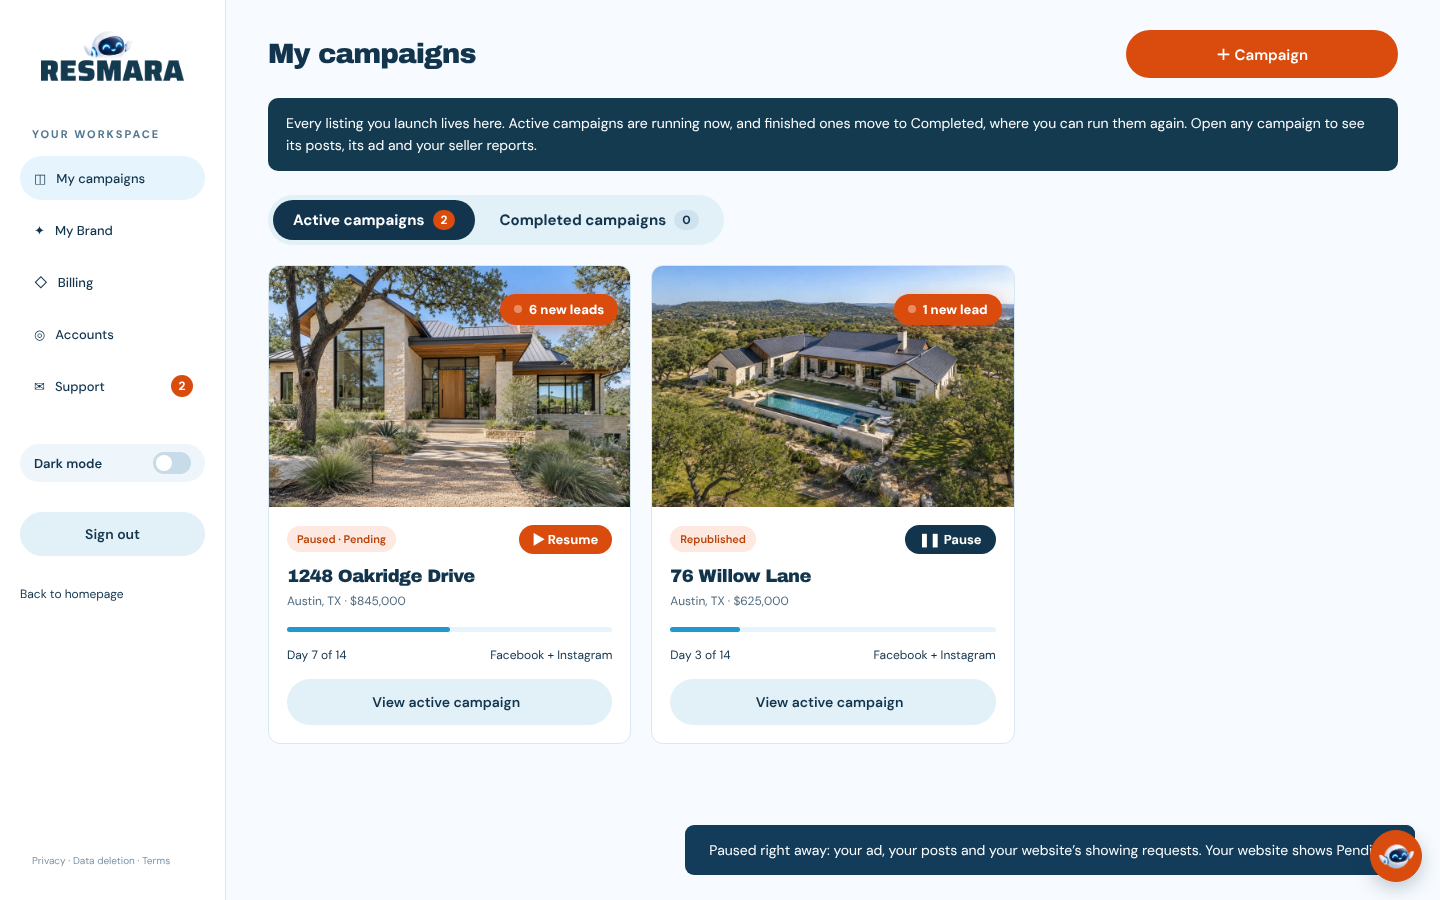 RESMARA
YOUR WORKSPACE
My campaigns
My Brand
Billing
Accounts
Support 2
Dark mode
Sign out
Back to homepage
Privacy · Data deletion · Terms
My campaigns
+ Campaign
Every listing you launch lives here. Active campaigns are running now, and finished ones move to Completed, where you can run them again. Open any campaign to see
its posts, its ad and your seller reports.
Active campaigns 2
Completed campaigns 0
6 new leads
Paused · Pending
Resume
1248 Oakridge Drive
Austin, TX · $845,000
Day 7 of 14
Facebook + Instagram
View active campaign
1 new lead
Republished
Pause
76 Willow Lane
Austin, TX · $625,000
Day 3 of 14
Facebook + Instagram
View active campaign
Paused right away: your ad, your posts and your website's showing requests. Your website shows